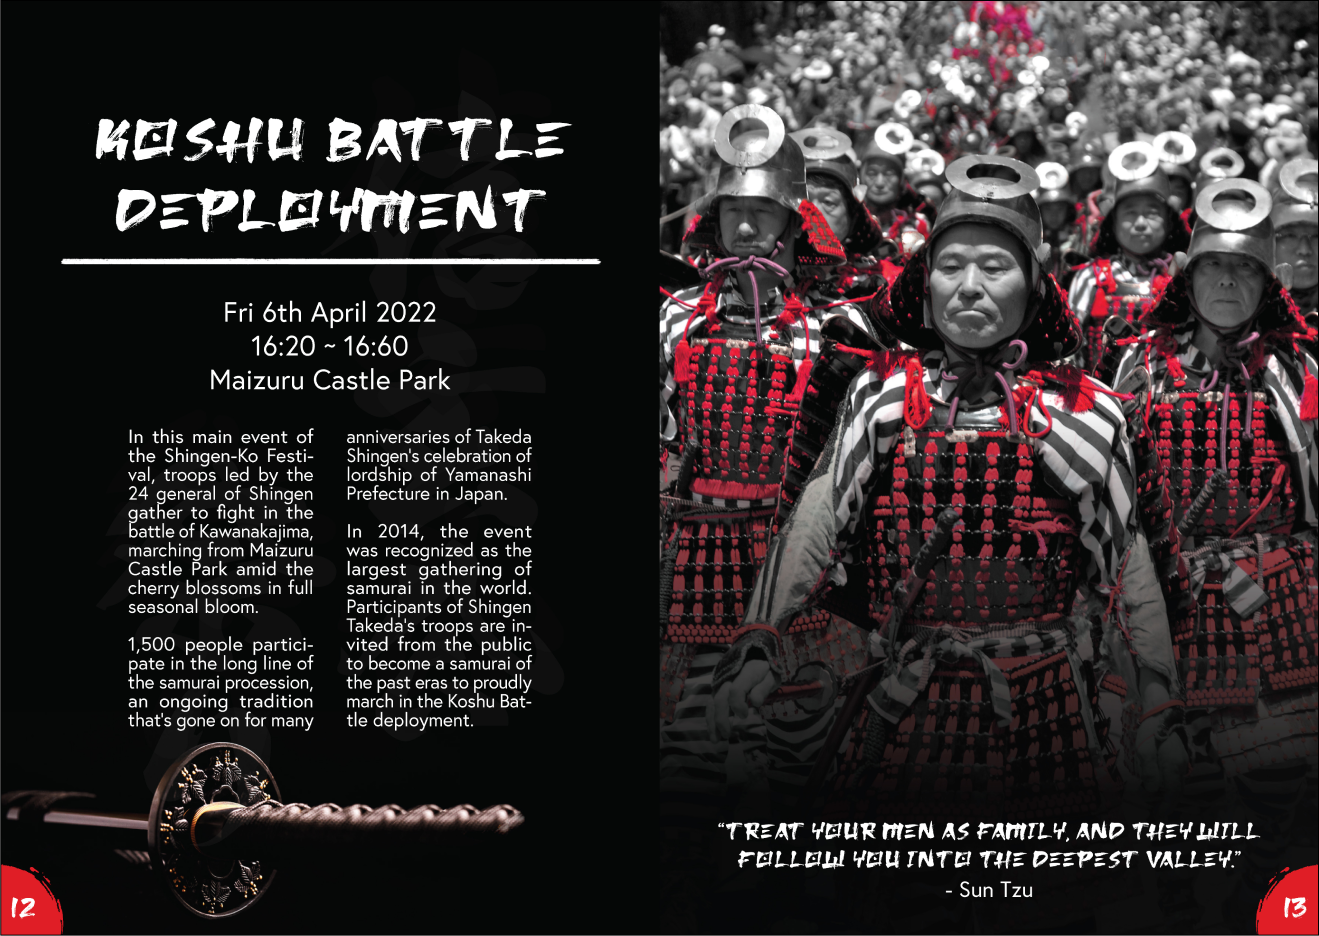 KOSHU BATTLE
DEPLOYMENT
Fri 6th April 2022
16:20 ~ 16:60
Maizuru Castle Park
In this main event of
the Shingen-Ko Festi-
val, troops led by the
24 general of Shingen
gather to fight in the
battle of Kawanakajima,
marching from Maizuru
Castle Park amid the
cherry blossoms in full
seasonal bloom.
1,500 people partici-
pate in the long line of
the samurai procession,
an ongoing tradition
that's gone on for many
anniversaries of Takeda
Shingen's celebration of
lordship of Yamanashi
Prefecture in Japan.
In 2014, the event
was recognized as the
largest gathering of
samurai in the world.
Participants of Shingen
Takeda's troops are in-
vited from the public
to become a samurai of
the past eras to proudly
march in the Koshu Bat-
tle deployment.
12
"TREAT YOUR MEN AS FAMILY, AND THEY WILL
FOLLOW YOU INTO THE DEEPEST VALLEY."
- Sun Tzu
13